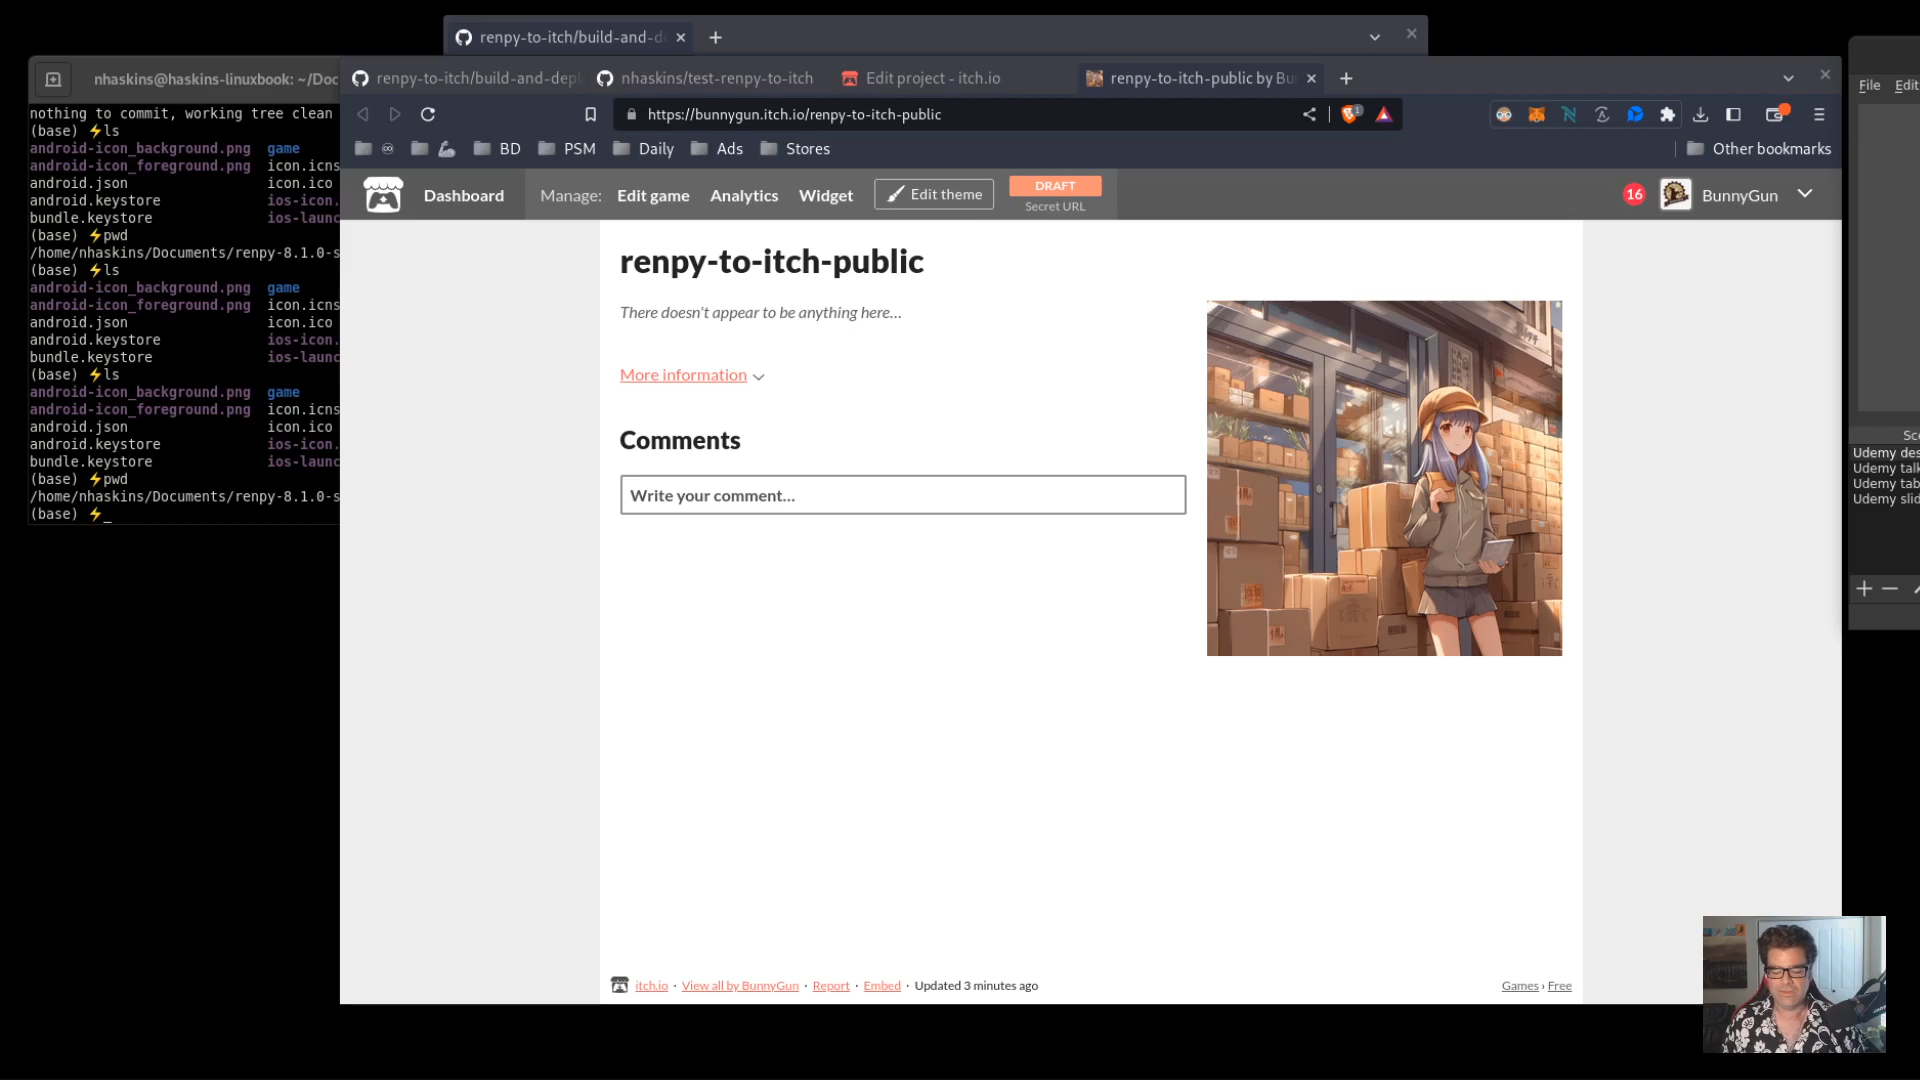 renpy-to-itch/build-and-d
nhaskins@haskins-linuxbook: ~/Doc
renpy-to-itch/build-and-depl
nhaskins/test-renpy-to-itch
Edit project - itch.io
renpy-to-itch-public by Bu
https://bunnygun.itch.io/renpy-to-itch-public
BD
PSM
Daily
Ads
Stores
Other bookmarks
Dashboard
Manage:
Edit game
Analytics
Widget
Edit theme
DRAFT
Secret URL
16
BunnyGun
nothing to commit, working tree clean
(base) ⚡ls
android-icon_background.png game
android-icon_foreground.png icon.icns
android.json icon.ico
android.keystore ios-icon.
bundle.keystore ios-launc
(base) ⚡pwd
/home/nhaskins/Documents/renpy-8.1.0-s
(base) ⚡ls
android-icon_background.png game
android-icon_foreground.png icon.icns
android.json icon.ico
android.keystore ios-icon.
bundle.keystore ios-launc
(base) ⚡ls
android-icon_background.png game
android-icon_foreground.png icon.icns
android.json icon.ico
android.keystore ios-icon.
bundle.keystore ios-launc
(base) ⚡pwd
/home/nhaskins/Documents/renpy-8.1.0-s
(base) ⚡_
renpy-to-itch-public
There doesn't appear to be anything here...
More information
Comments
Write your comment...
itch.io · View all by BunnyGun · Report · Embed · Updated 3 minutes ago
Games › Free
File Edit
Sc
Udemy des
Udemy talk
Udemy tab
Udemy slid